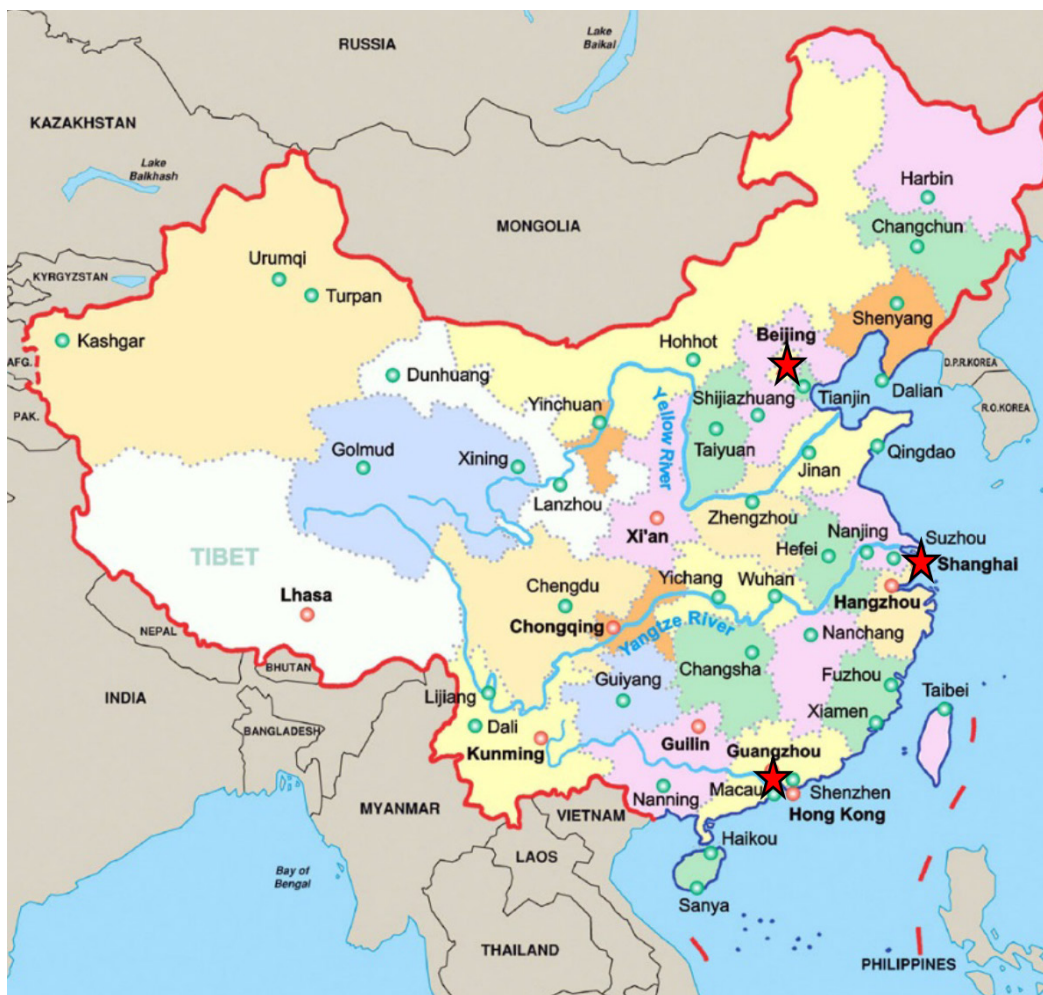 RUSSIA
Lake
Baikal
KAZAKHSTAN
Lake
Balkhash
Harbin
MONGOLIA
Changchun
Urumqi
KYRGYZSTAN
Turpan
Shenyang
Kashgar
Hohhot
Beijing
AFG.
D.P.R.KOREA
Dunhuang
Tianjin
Dalian
Yinchuan
Shijiazhuang
PAK.
R.O.KOREA
Yellow River
Golmud
Xining
Taiyuan
Jinan
Qingdao
Lanzhou
Zhengzhou
Nanjing
Xi'an
Suzhou
TIBET
Hefei
Shanghai
Chengdu
Yichang
Wuhan
Lhasa
Hangzhou
Chongqing
Yangtze River
NEPAL
Nanchang
BHUTAN
Changsha
Guiyang
Fuzhou
INDIA
Lijiang
Taibei
Xiamen
BANGLADESH
Dali
Guilin
Kunming
Guangzhou
Macau
Shenzhen
Nanning
MYANMAR
VIETNAM
Hong Kong
Haikou
LAOS
Bay of
Bengal
Sanya
THAILAND
PHILIPPINES